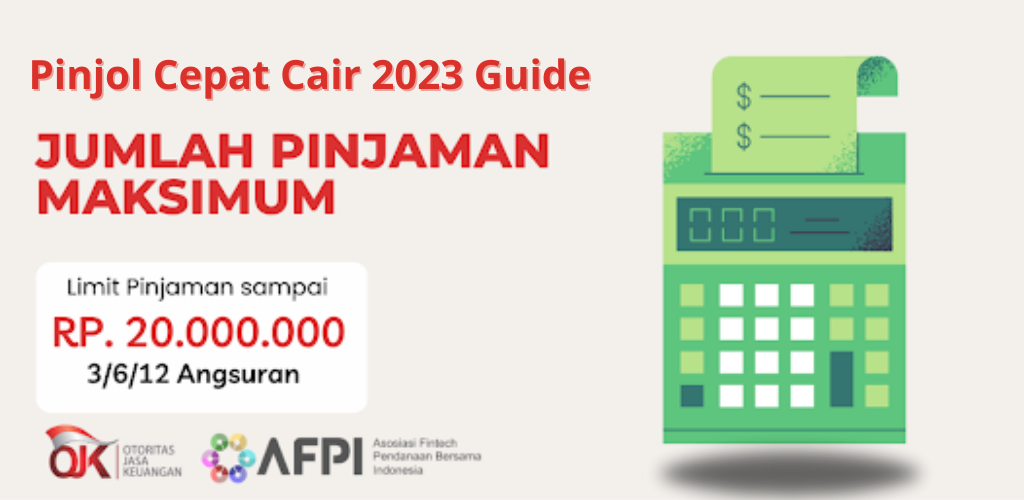 Pinjol Cepat Cair 2023 Guide
JUMLAH PINJAMAN
MAKSIMUM
Limit Pinjaman sampai
RP. 20.000.000
3/6/12 Angsuran
OJK
OTORITAS
JASA
KEUANGAN
AFPI
Asosiasi Fintech
Pendanaan Bersama
Indonesia
$
$
000